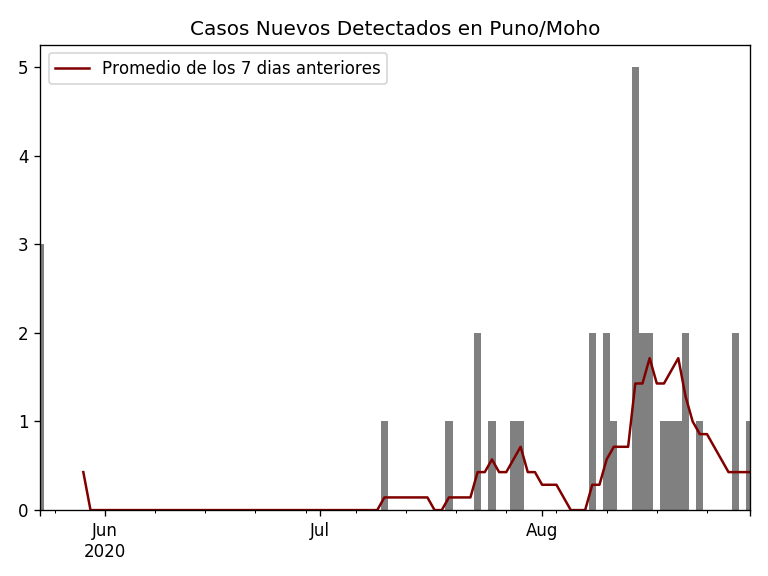 Casos Nuevos Detectados en Puno/Moho
Promedio de los 7 dias anteriores
5
4
3
2
1
0
Jun
2020
Jul
Aug